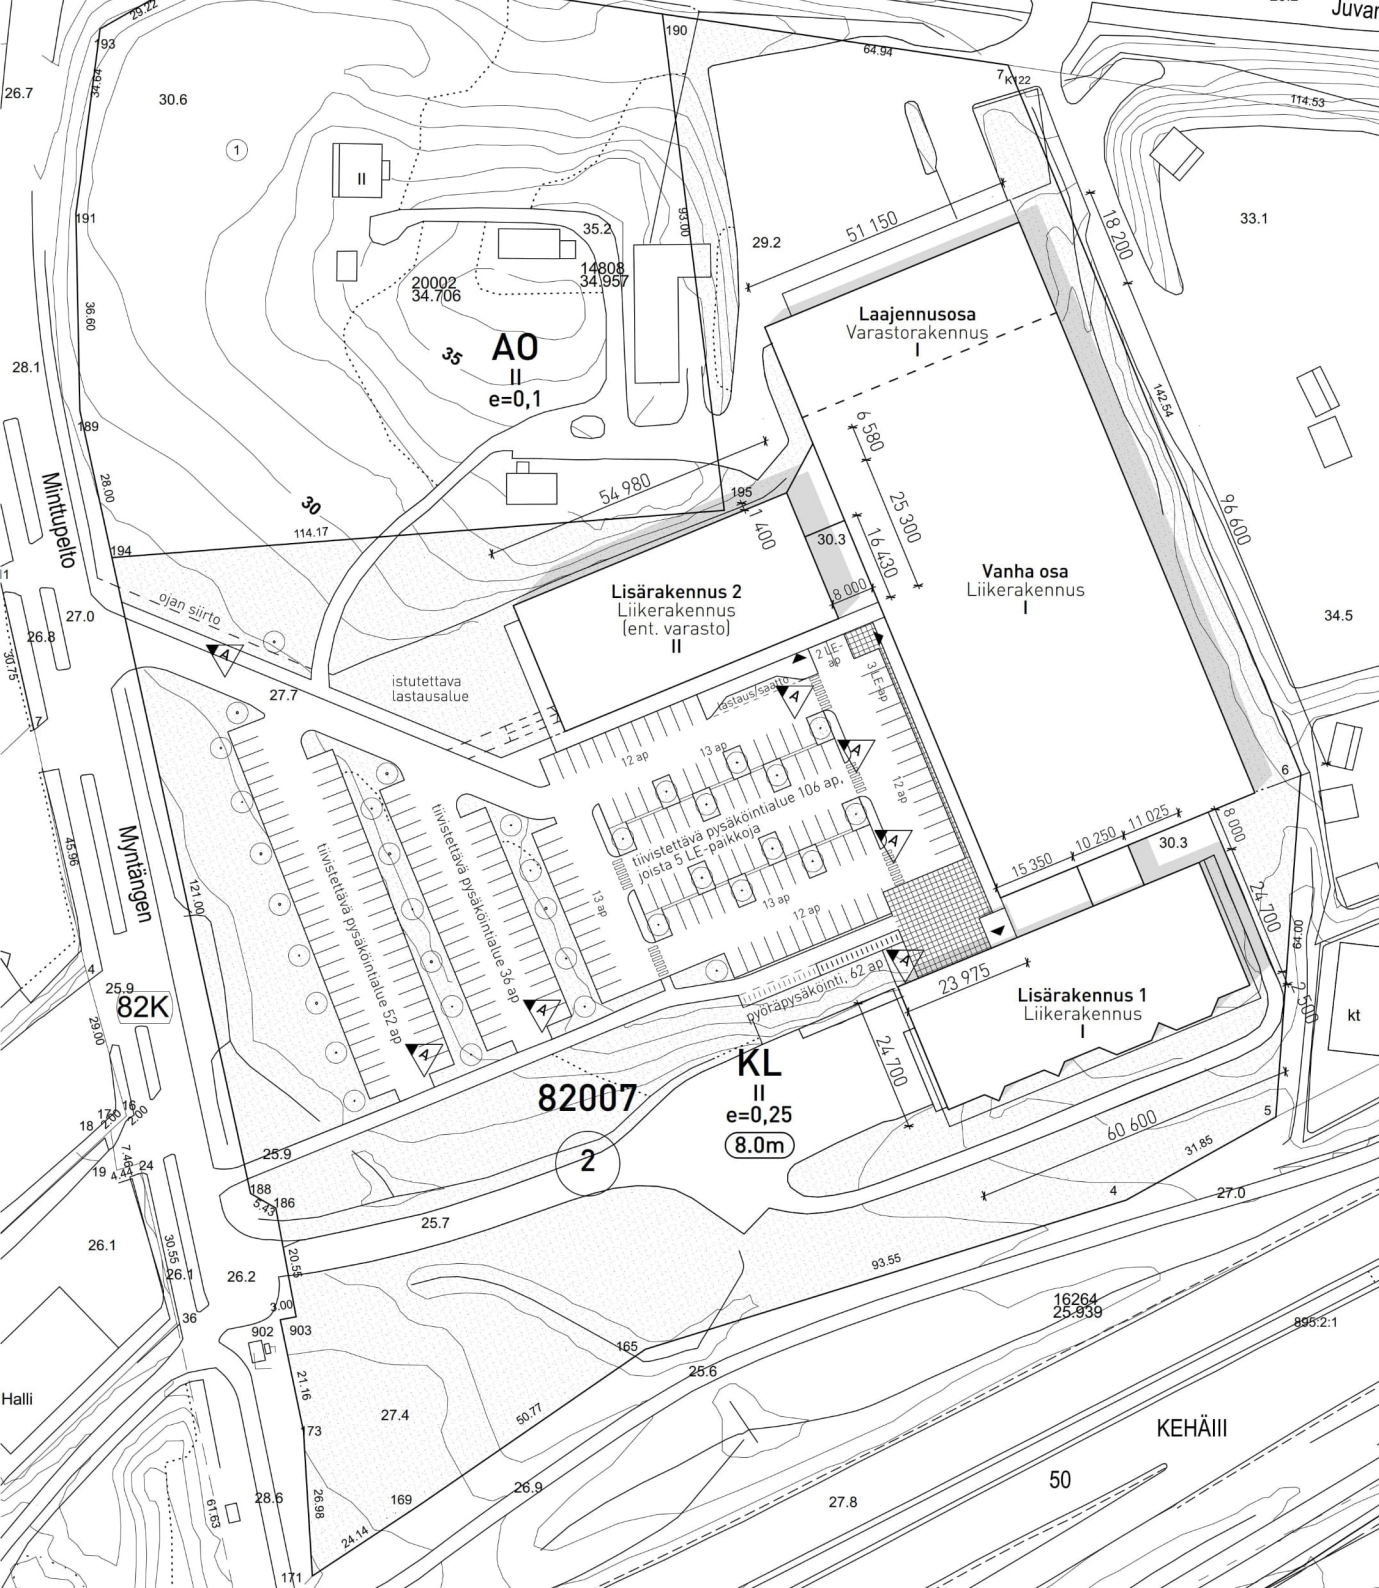 29.22
Juvan
193
190
64.94
7
K122
26.7
34.64
30.6
114.53
1
II
191
35.2
93.00
29.2
51 150
18 200
33.1
20002
34.706
14808
34.957
36.60
Laajennusosa
Varastorakennus
I
35
AO
II
e=0,1
28.1
142.54
189
6 580
28.00
54 980
195
30
25 300
96 600
Minttupelto
114.17
1 400
16 430
30.3
194
Vanha osa
Liikerakennus
I
Lisärakennus 2
Liikerakennus
(ent. varasto)
II
8 000
ojan siirto
27.0
26.8
34.5
30.75
A
2 LE-
ap
3 LE-ap
istutettava
lastausalue
27.7
lastaus/saatto
A
7
12 ap
13 ap
A
6
12 ap
tiivistettävä pysäköintialue 106 ap,
joista 5 LE-paikkoja
tiivistettävä pysäköintialue 36 ap
tiivistettävä pysäköintialue 52 ap
Myntängen
45.96
121.00
A
15 350
10 250
11 025
8 000
30.3
24 700
64.00
13 ap
13 ap
12 ap
4
25.9
82K
A
23 975
pyöräpysäköinti, 62 ap
Lisärakennus 1
Liikerakennus
I
2 500
kt
A
29.00
A
24 700
KL
II
e=0,25
8.0m
82007
2
17
16
2.00
2.00
18
60 600
5
25.9
7.46
19
4.44
24
31.85
188
186
5.43
4
27.0
25.7
26.1
30.55
20.55
93.55
26.1
26.2
36
3.00
902
903
16264
25.939
895:2:1
165
25.6
21.16
Halli
27.4
50.77
173
KEHÄIII
50
26.9
169
28.6
61.63
26.98
27.8
24.14
171